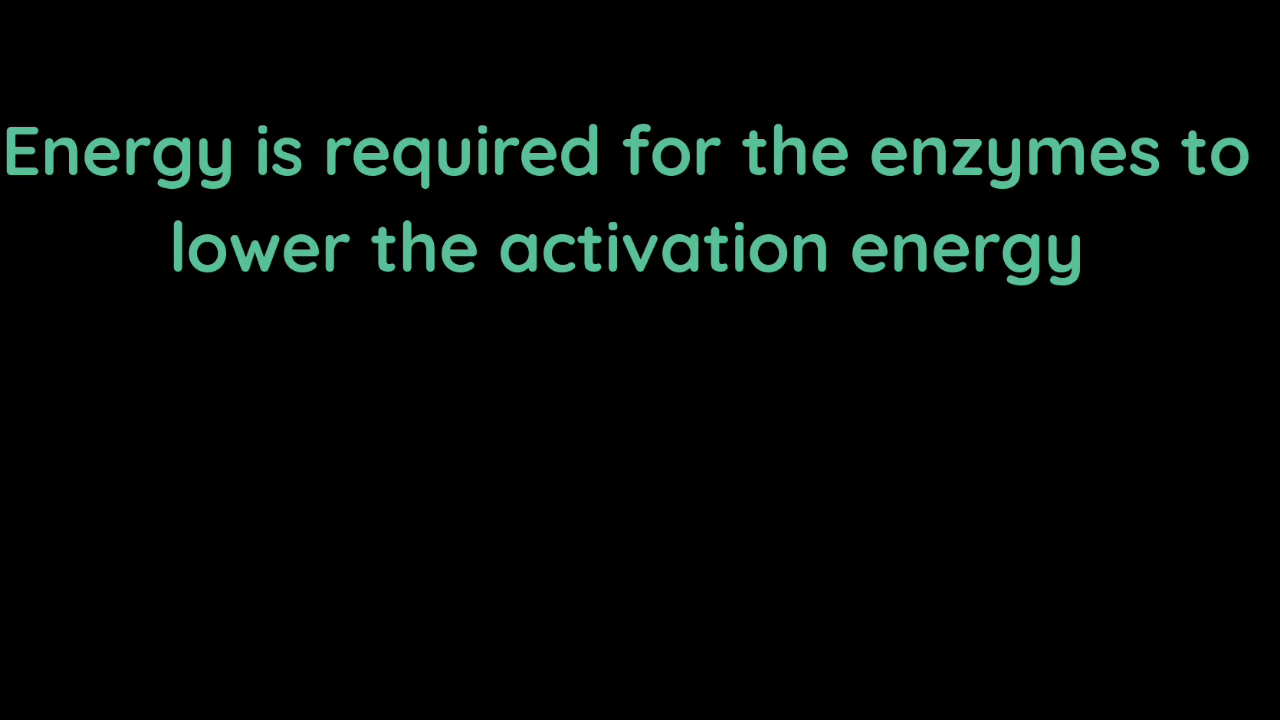 Energy is required for the enzymes to
lower the activation energy